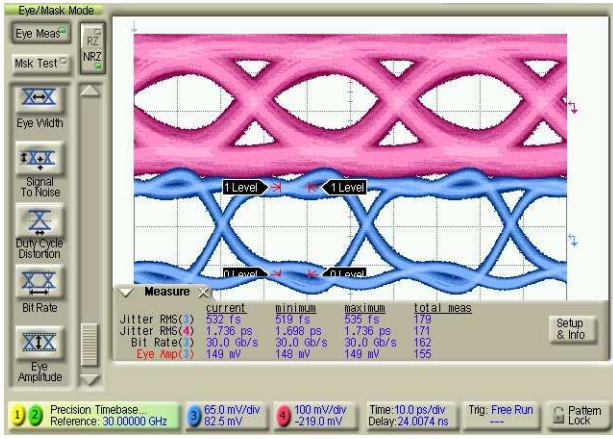 Eye/Mask Mode
Eye Meas
RZ
NRZ
Msk Test
Eye Width
Signal
To Noise
Duty Cycle
Distortion
Bit Rate
Eye
Amplitude
1 Level 1 Level
0 Level 0 Level
Measure
current minimum maximum total meas
Jitter RMS(3) 532 fs 519 fs 535 fs 179
Jitter RMS(4) 1.736 ps 1.698 ps 1.736 ps 171
Bit Rate(3) 30.0 Gb/s 30.0 Gb/s 30.0 Gb/s 162
Eye Amp(3) 149 mV 148 mV 149 mV 155
Setup
& Info
1 2 Precision Timebase...
Reference: 30.00000 GHz
3 65.0 mV/div
82.5 mV
4 100 mV/div
-219.0 mV
Time:10.0 ps/div
Delay:24.0074 ns
Trig: Free Run
---
Pattern
Lock